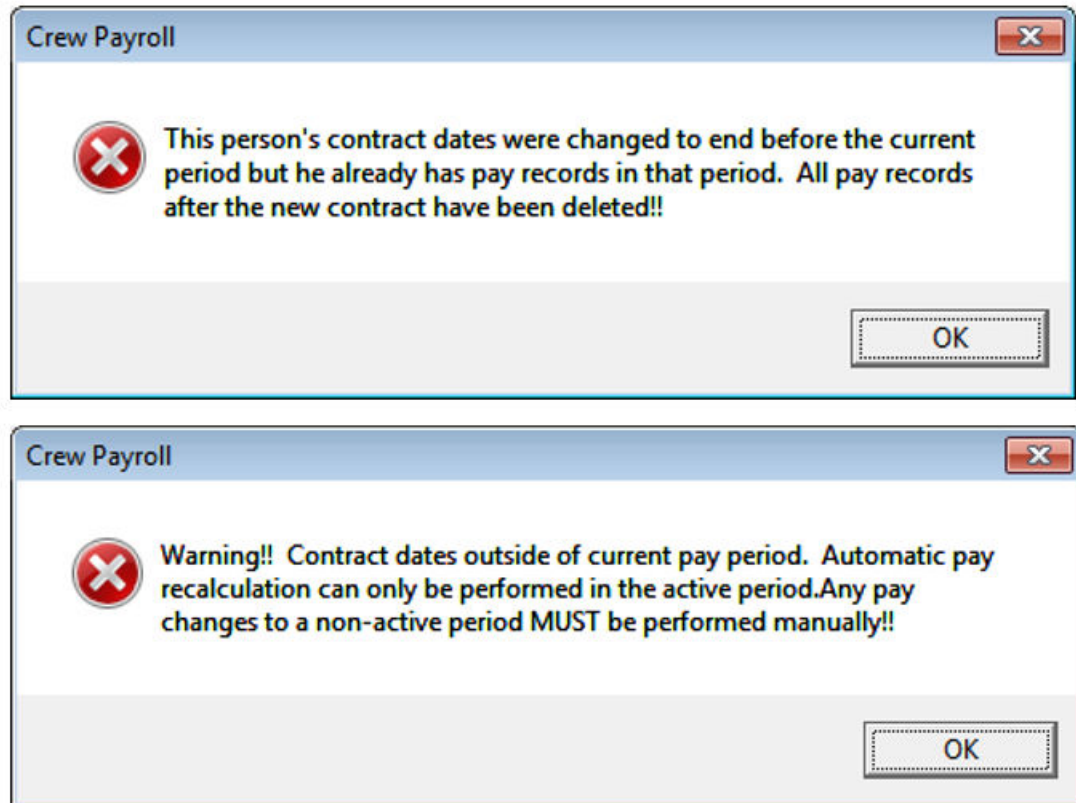 Crew Payroll
This person's contract dates were changed to end before the current
period but he already has pay records in that period.  All pay records
after the new contract have been deleted!!
OK
Crew Payroll
Warning!!  Contract dates outside of current pay period.  Automatic pay
recalculation can only be performed in the active period.Any pay
changes to a non-active period MUST be performed manually!!
OK